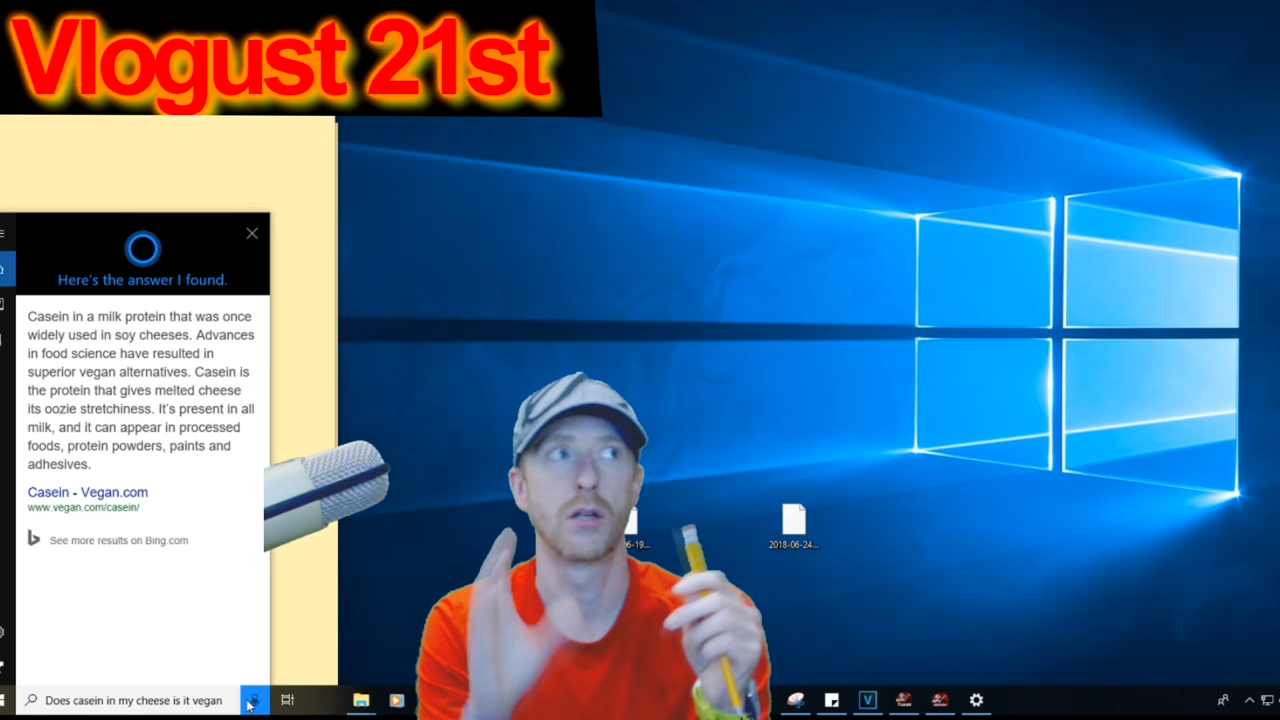 Vlogust 21st
Here's the answer I found.
Casein in a milk protein that was once
widely used in soy cheeses. Advances
in food science have resulted in
superior vegan alternatives. Casein is
the protein that gives melted cheese
its oozie stretchiness. It's present in all
milk, and it can appear in processed
foods, protein powders, paints and
adhesives.
Casein - Vegan.com
www.vegan.com/casein/
See more results on Bing.com
6-19...
2018-06-24...
Does casein in my cheese is it vegan
V